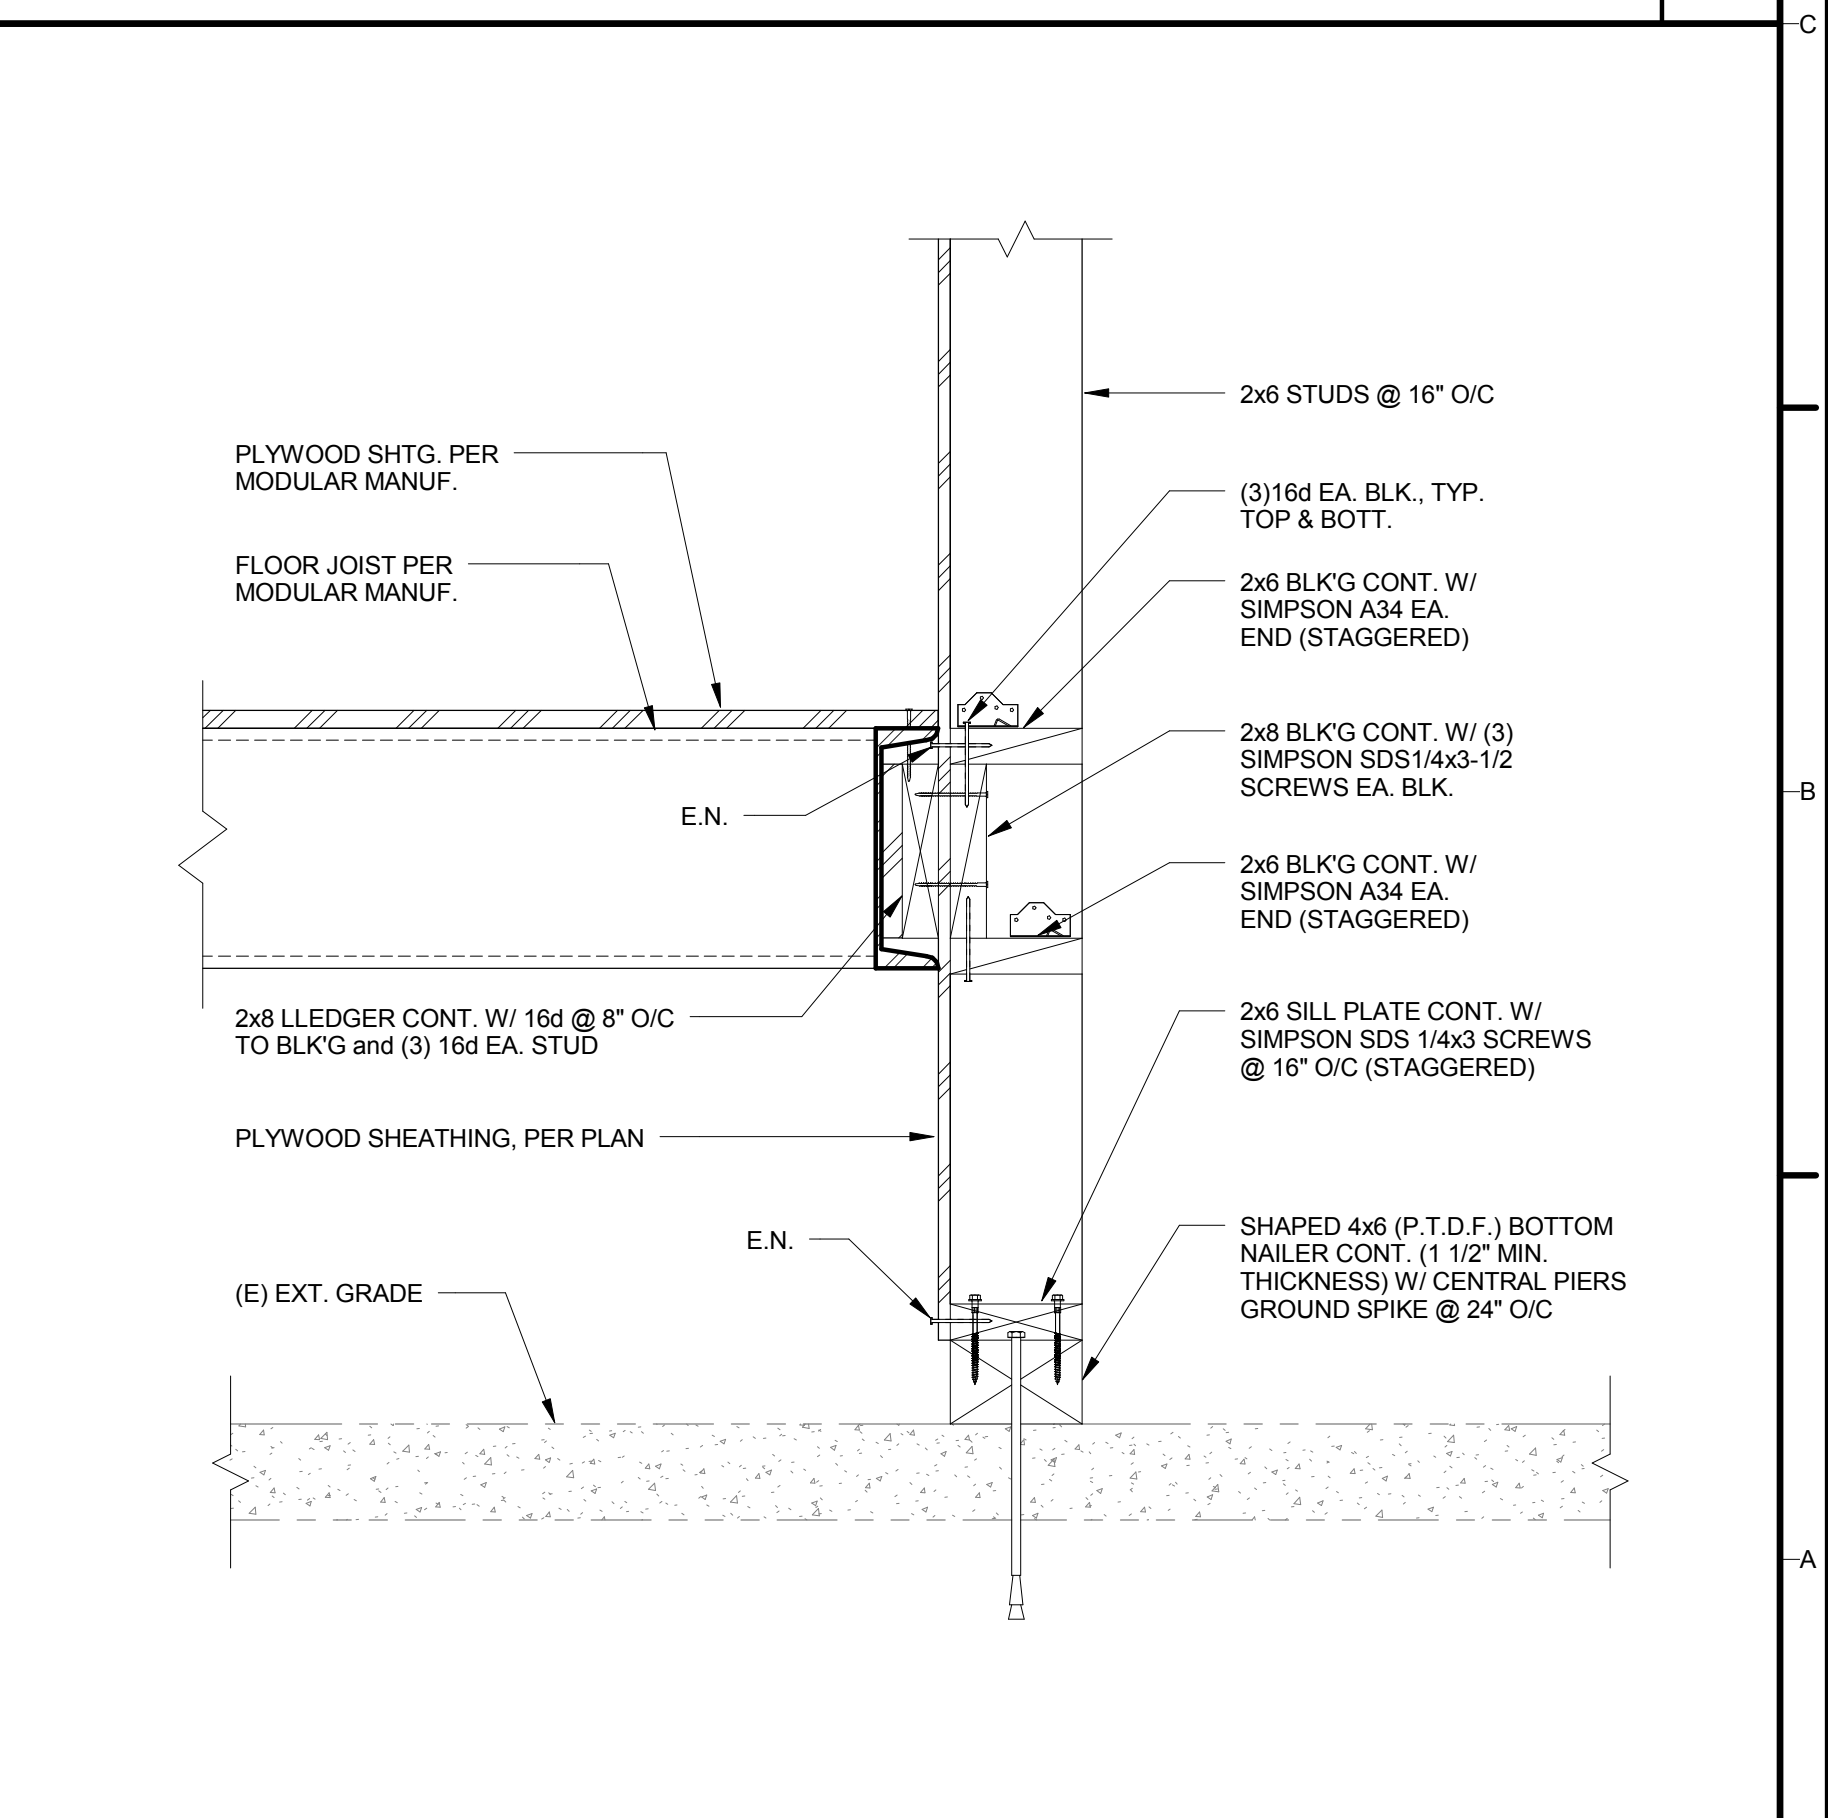 C
PLYWOOD SHTG. PER
MODULAR MANUF.
FLOOR JOIST PER
MODULAR MANUF.
E.N.
2x8 LLEDGER CONT. W/ 16d @ 8" O/C
TO BLK'G and (3) 16d EA. STUD
PLYWOOD SHEATHING, PER PLAN
E.N.
(E) EXT. GRADE
2x6 STUDS @ 16" O/C
(3)16d EA. BLK., TYP.
TOP & BOTT.
2x6 BLK'G CONT. W/
SIMPSON A34 EA.
END (STAGGERED)
2x8 BLK'G CONT. W/ (3)
SIMPSON SDS1/4x3-1/2
SCREWS EA. BLK.
2x6 BLK'G CONT. W/
SIMPSON A34 EA.
END (STAGGERED)
2x6 SILL PLATE CONT. W/
SIMPSON SDS 1/4x3 SCREWS
@ 16" O/C (STAGGERED)
SHAPED 4x6 (P.T.D.F.) BOTTOM
NAILER CONT. (1 1/2" MIN.
THICKNESS) W/ CENTRAL PIERS
GROUND SPIKE @ 24" O/C
B
A